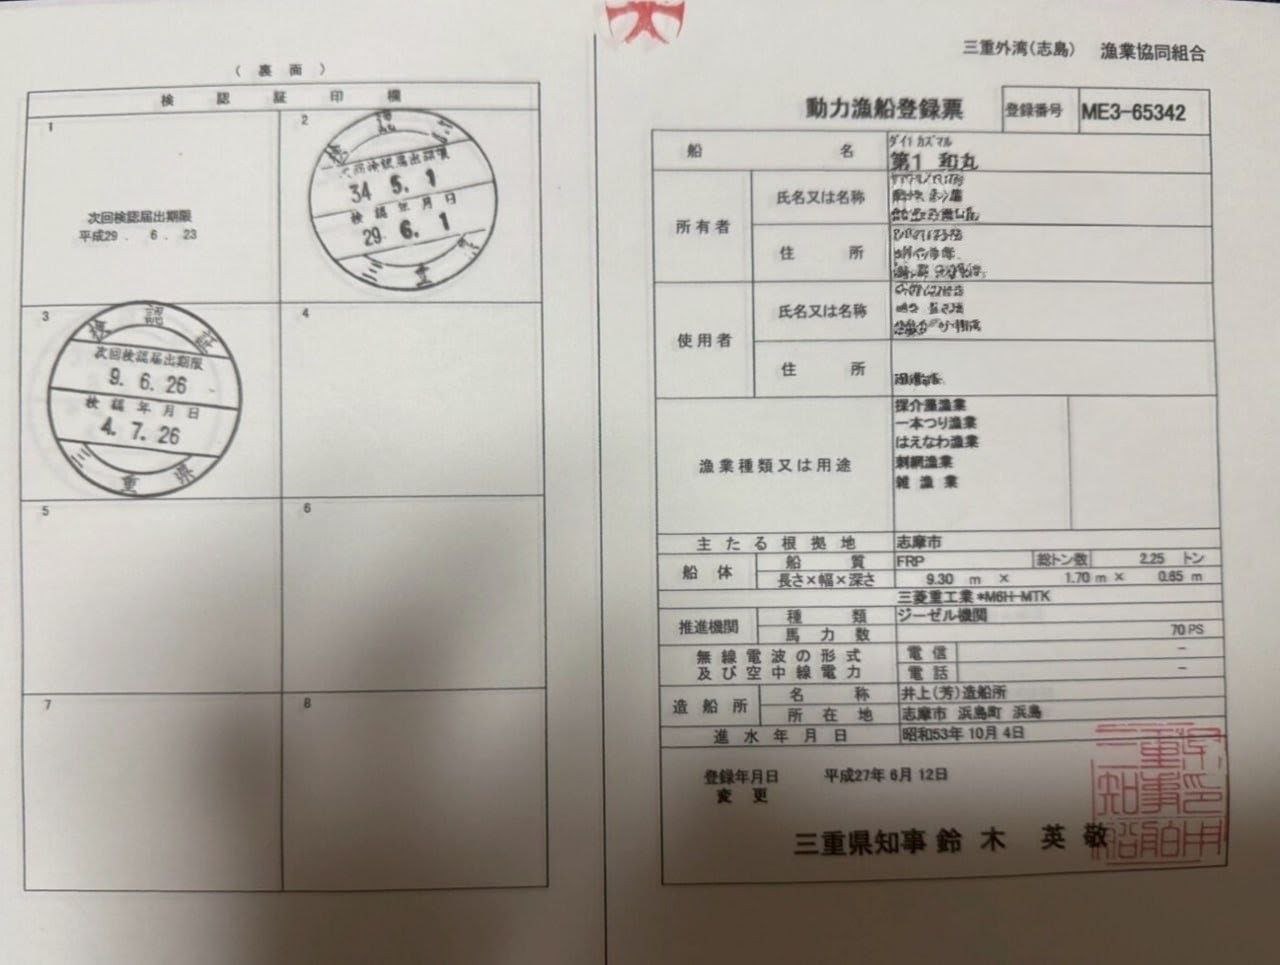 （裏面）
検認証印欄
1
次回検認届出期限
平成29. 6. 23
2
検認
次回検認届出期限
34 5. 1
検認年月日
29. 6. 1
三重
3
検認証
次回検認届出期限
9. 6. 26
検認年月日
4. 7. 26
三重県
4
5
6
7
8
三重外湾(志島) 漁業協同組合
動力漁船登録票
登録番号 ME3-65342
船名
ダイイチ カズマル
第1 和丸
所有者
氏名又は名称
住所
使用者
氏名又は名称
住所
漁業種類又は用途
採介藻漁業
一本つり漁業
はえなわ漁業
刺網漁業
雑漁業
主たる根拠地 志摩市
船体
船質 FRP 総トン数 2.25 トン
長さ×幅×深さ 9.30 m × 1.70 m × 0.65 m
三菱重工業*M6H-MTK
推進機関
種類 ジーゼル機関
馬力数 70 PS
無線電波の形式及び空中線電力
電信 -
電話 -
造船所
名称 井上(芳)造船所
所在地 志摩市 浜島町 浜島
進水年月日 昭和53年10月4日
登録年月日 平成27年 6月 12日
変更
三重県知事 鈴木 英敬